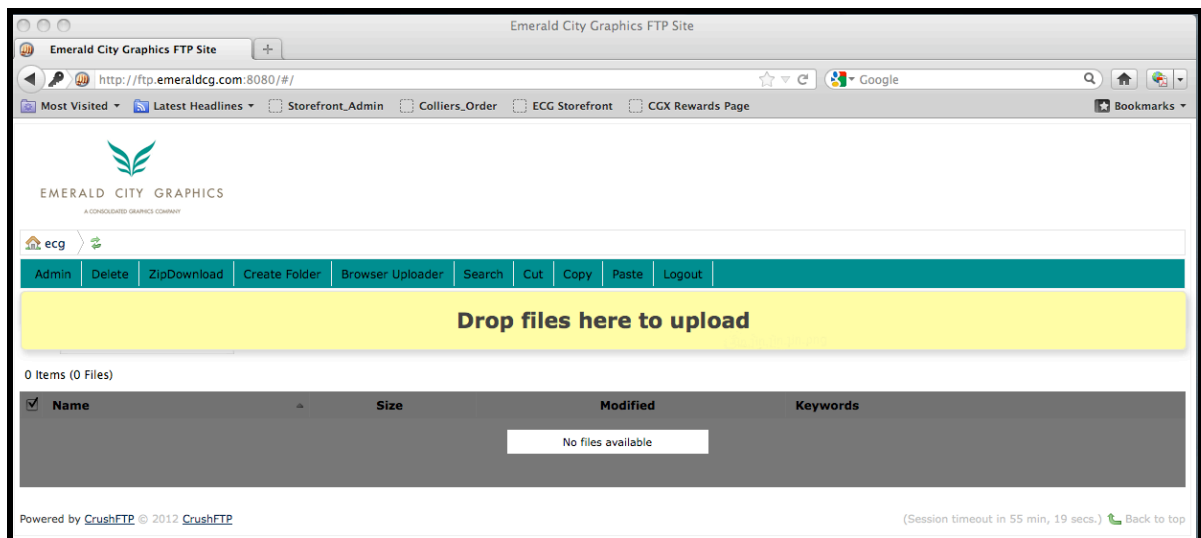 Emerald City Graphics FTP Site
Emerald City Graphics FTP Site
http://ftp.emeraldcg.com:8080/#/
Google
Most Visited Latest Headlines Storefront_Admin Colliers_Order ECG Storefront CGX Rewards Page Bookmarks
EMERALD CITY GRAPHICS
A CONSOLIDATED GRAPHICS COMPANY
ecg
Admin Delete ZipDownload Create Folder Browser Uploader Search Cut Copy Paste Logout
Drop files here to upload
0 Items (0 Files)
Name Size Modified Keywords
No files available
Powered by CrushFTP © 2012 CrushFTP (Session timeout in 55 min, 19 secs.) Back to top